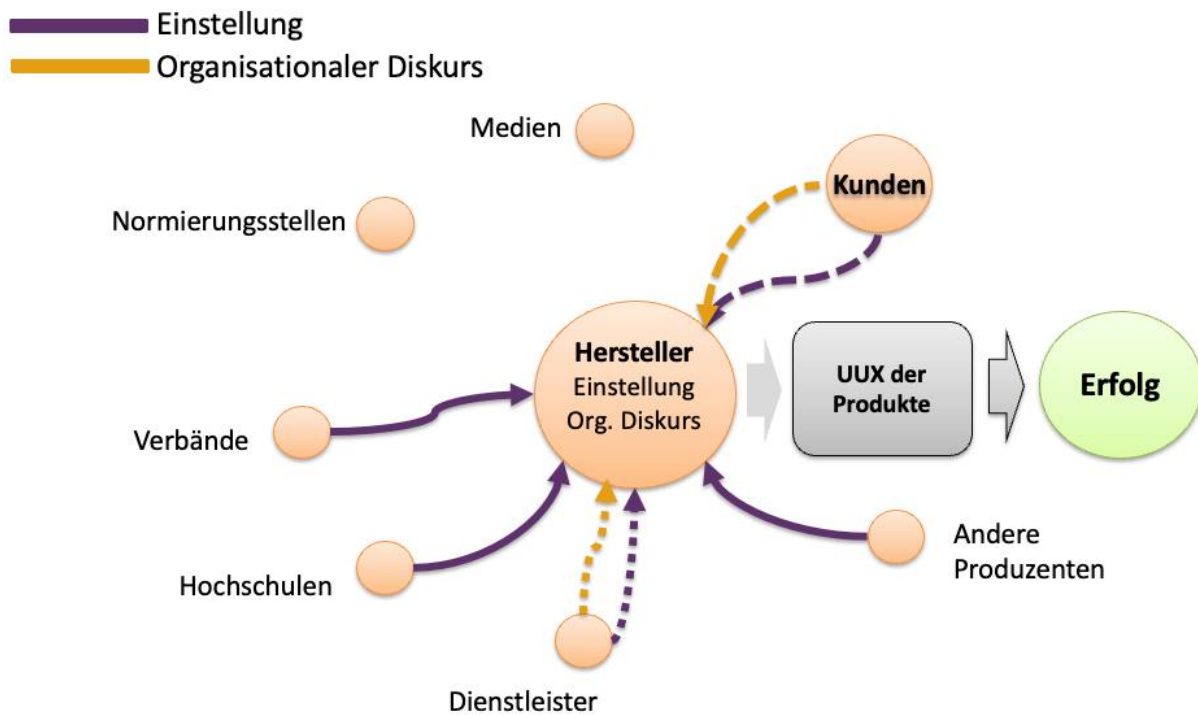 Einstellung
Organisationaler Diskurs
Medien
Kunden
Normierungsstellen
Hersteller
Einstellung
Org. Diskurs
UUX der
Produkte
Erfolg
Verbände
Andere
Produzenten
Hochschulen
Dienstleister